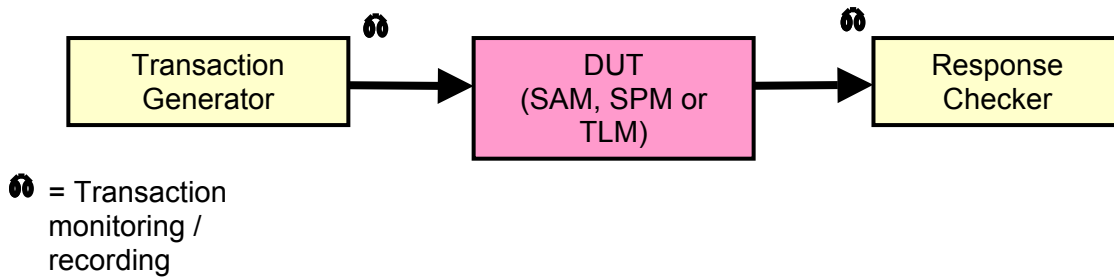 Transaction
Generator
DUT
(SAM, SPM or
TLM)
Response
Checker
= Transaction
monitoring /
recording